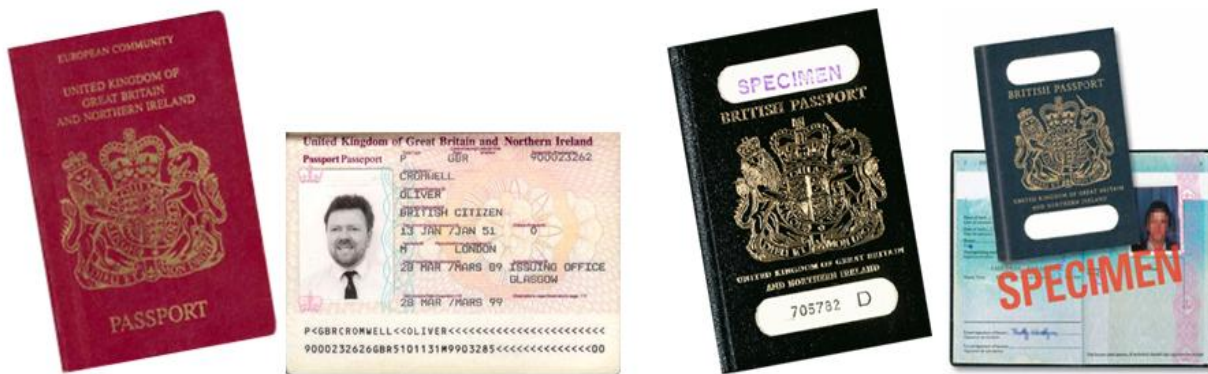 EUROPEAN COMMUNITY
UNITED KINGDOM OF
GREAT BRITAIN
AND NORTHERN IRELAND
PASSPORT
United Kingdom of Great Britain and Northern Ireland
Passport Passeport P GBR 900023262
CROMWELL
OLIVER
BRITISH CITIZEN
13 JAN /JAN 51 0
M LONDON
28 MAR /MARS 89 ISSUING OFFICE
GLASGOW
28 MAR /MARS 99
P<GBRCROMWELL<<OLIVER<<<<<<<<<<<<<<<<<<<<<<<
9000232626GBR5101131M9903285<<<<<<<<<<<<<<00
SPECIMEN
BRITISH PASSPORT
UNITED KINGDOM OF GREAT BRITAIN
AND NORTHERN IRELAND
705782 D
BRITISH PASSPORT
UNITED KINGDOM OF GREAT BRITAIN
AND NORTHERN IRELAND
SPECIMEN